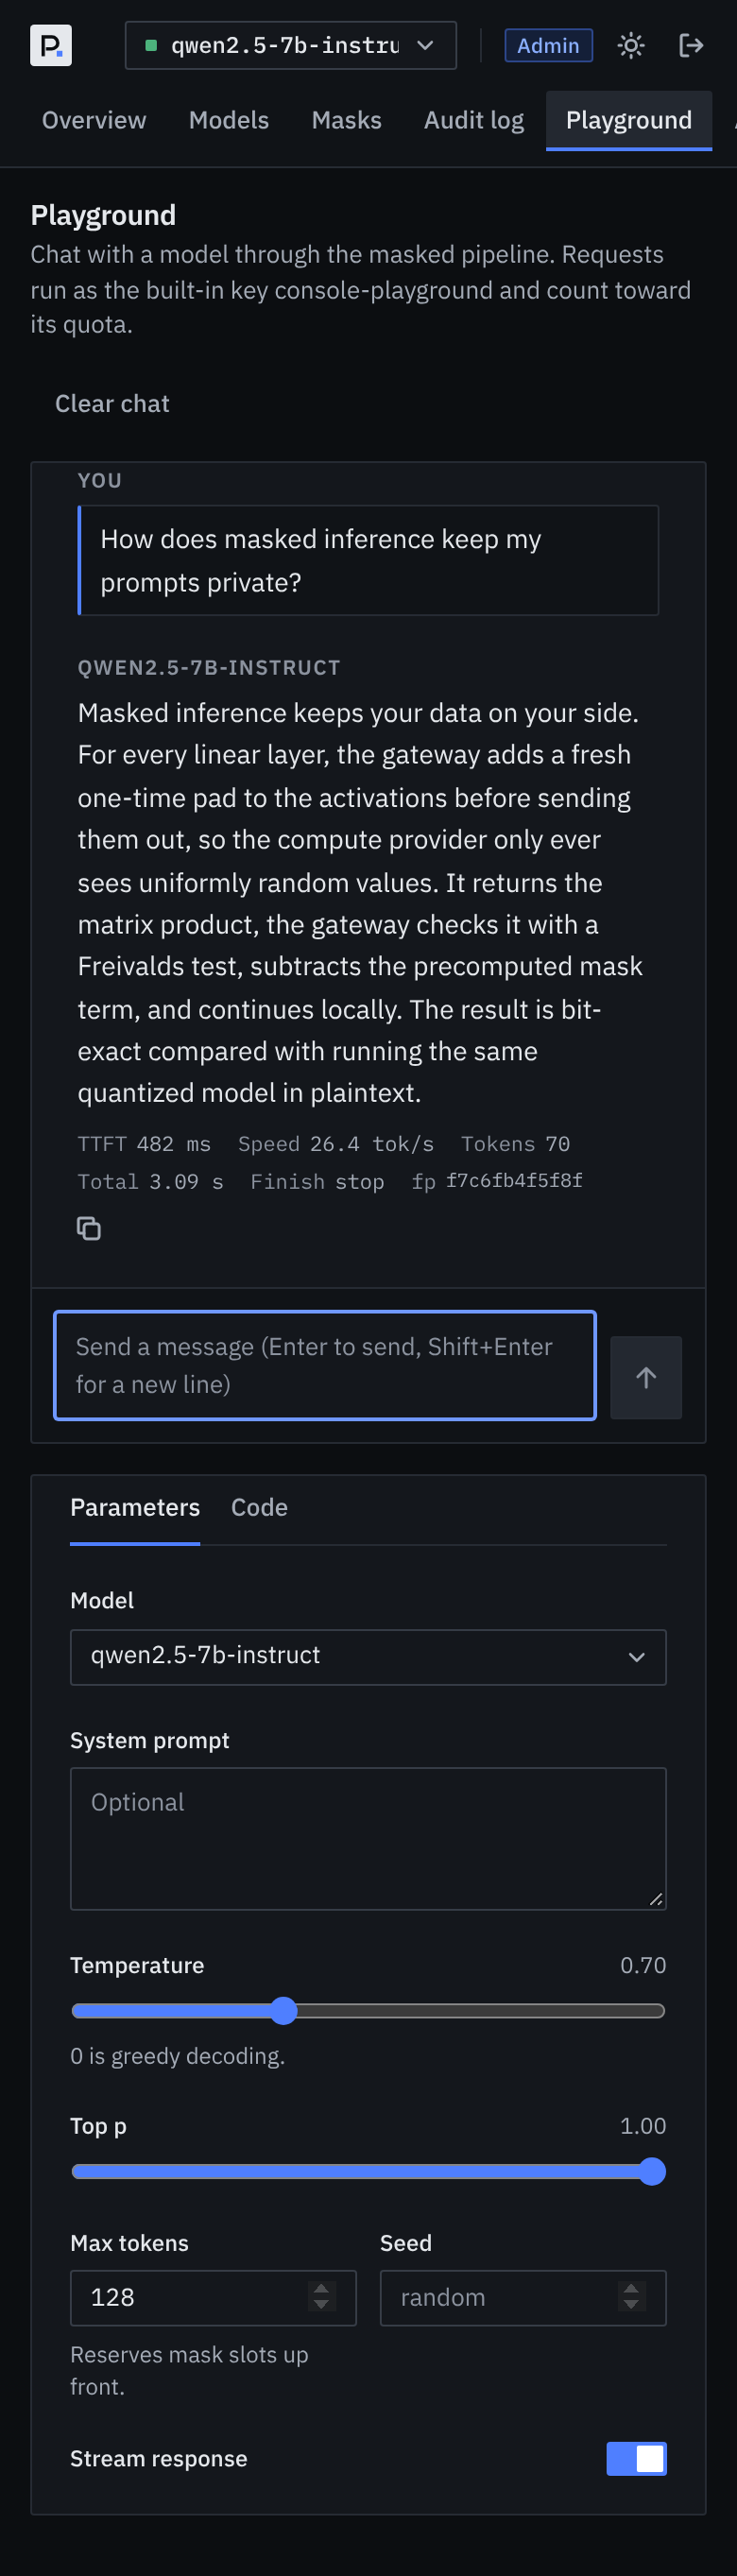 P
qwen2.5-7b-instru
Admin
Overview
Models
Masks
Audit log
Playground
Playground
Chat with a model through the masked pipeline. Requests
run as the built-in key console-playground and count toward
its quota.
Clear chat
YOU
How does masked inference keep my
prompts private?
QWEN2.5-7B-INSTRUCT
Masked inference keeps your data on your side.
For every linear layer, the gateway adds a fresh
one-time pad to the activations before sending
them out, so the compute provider only ever
sees uniformly random values. It returns the
matrix product, the gateway checks it with a
Freivalds test, subtracts the precomputed mask
term, and continues locally. The result is bit-
exact compared with running the same
quantized model in plaintext.
TTFT 482 ms Speed 26.4 tok/s Tokens 70
Total 3.09 s Finish stop fp f7c6fb4f5f8f
Send a message (Enter to send, Shift+Enter
for a new line)
Parameters
Code
Model
qwen2.5-7b-instruct
System prompt
Optional
Temperature 0.70
0 is greedy decoding.
Top p 1.00
Max tokens
Seed
128
random
Reserves mask slots up
front.
Stream response